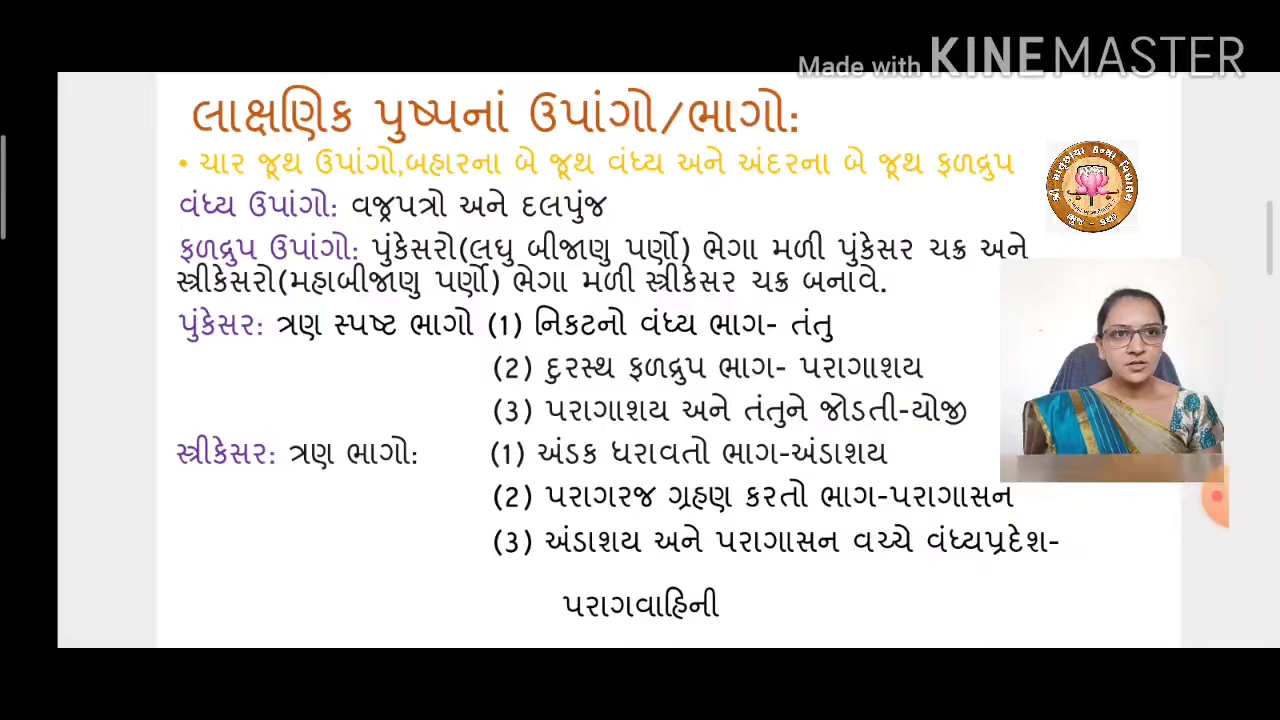 Made with KINEMASTER
લાક્ષણિક પુષ્પનાં ઉપાંગો/ભાગો:
• ચાર જૂથ ઉપાંગો,બહારના બે જૂથ વંધ્ય અને અંદરના બે જૂથ ફળદ્રુપ
વંધ્ય ઉપાંગો: વજ્રપત્રો અને દલપુંજ
ફળદ્રુપ ઉપાંગો: પુંકેસરો(લઘુ બીજાણુ પર્ણો) ભેગા મળી પુંકેસર ચક્ર અને
સ્ત્રીકેસરો(મહાબીજાણુ પર્ણો) ભેગા મળી સ્ત્રીકેસર ચક્ર બનાવે.
પુંકેસર: ત્રણ સ્પષ્ટ ભાગો (1) નિકટનો વંધ્ય ભાગ- તંતુ
(2) દુરસ્થ ફળદ્રુપ ભાગ- પરાગાશય
(3) પરાગાશય અને તંતુને જોડતી-યોજી
સ્ત્રીકેસર: ત્રણ ભાગો: (1) અંડક ધરાવતો ભાગ-અંડાશય
(2) પરાગરજ ગ્રહણ કરતો ભાગ-પરાગાસન
(3) અંડાશય અને પરાગાસન વચ્ચે વંધ્યપ્રદેશ-
પરાગવાહિની